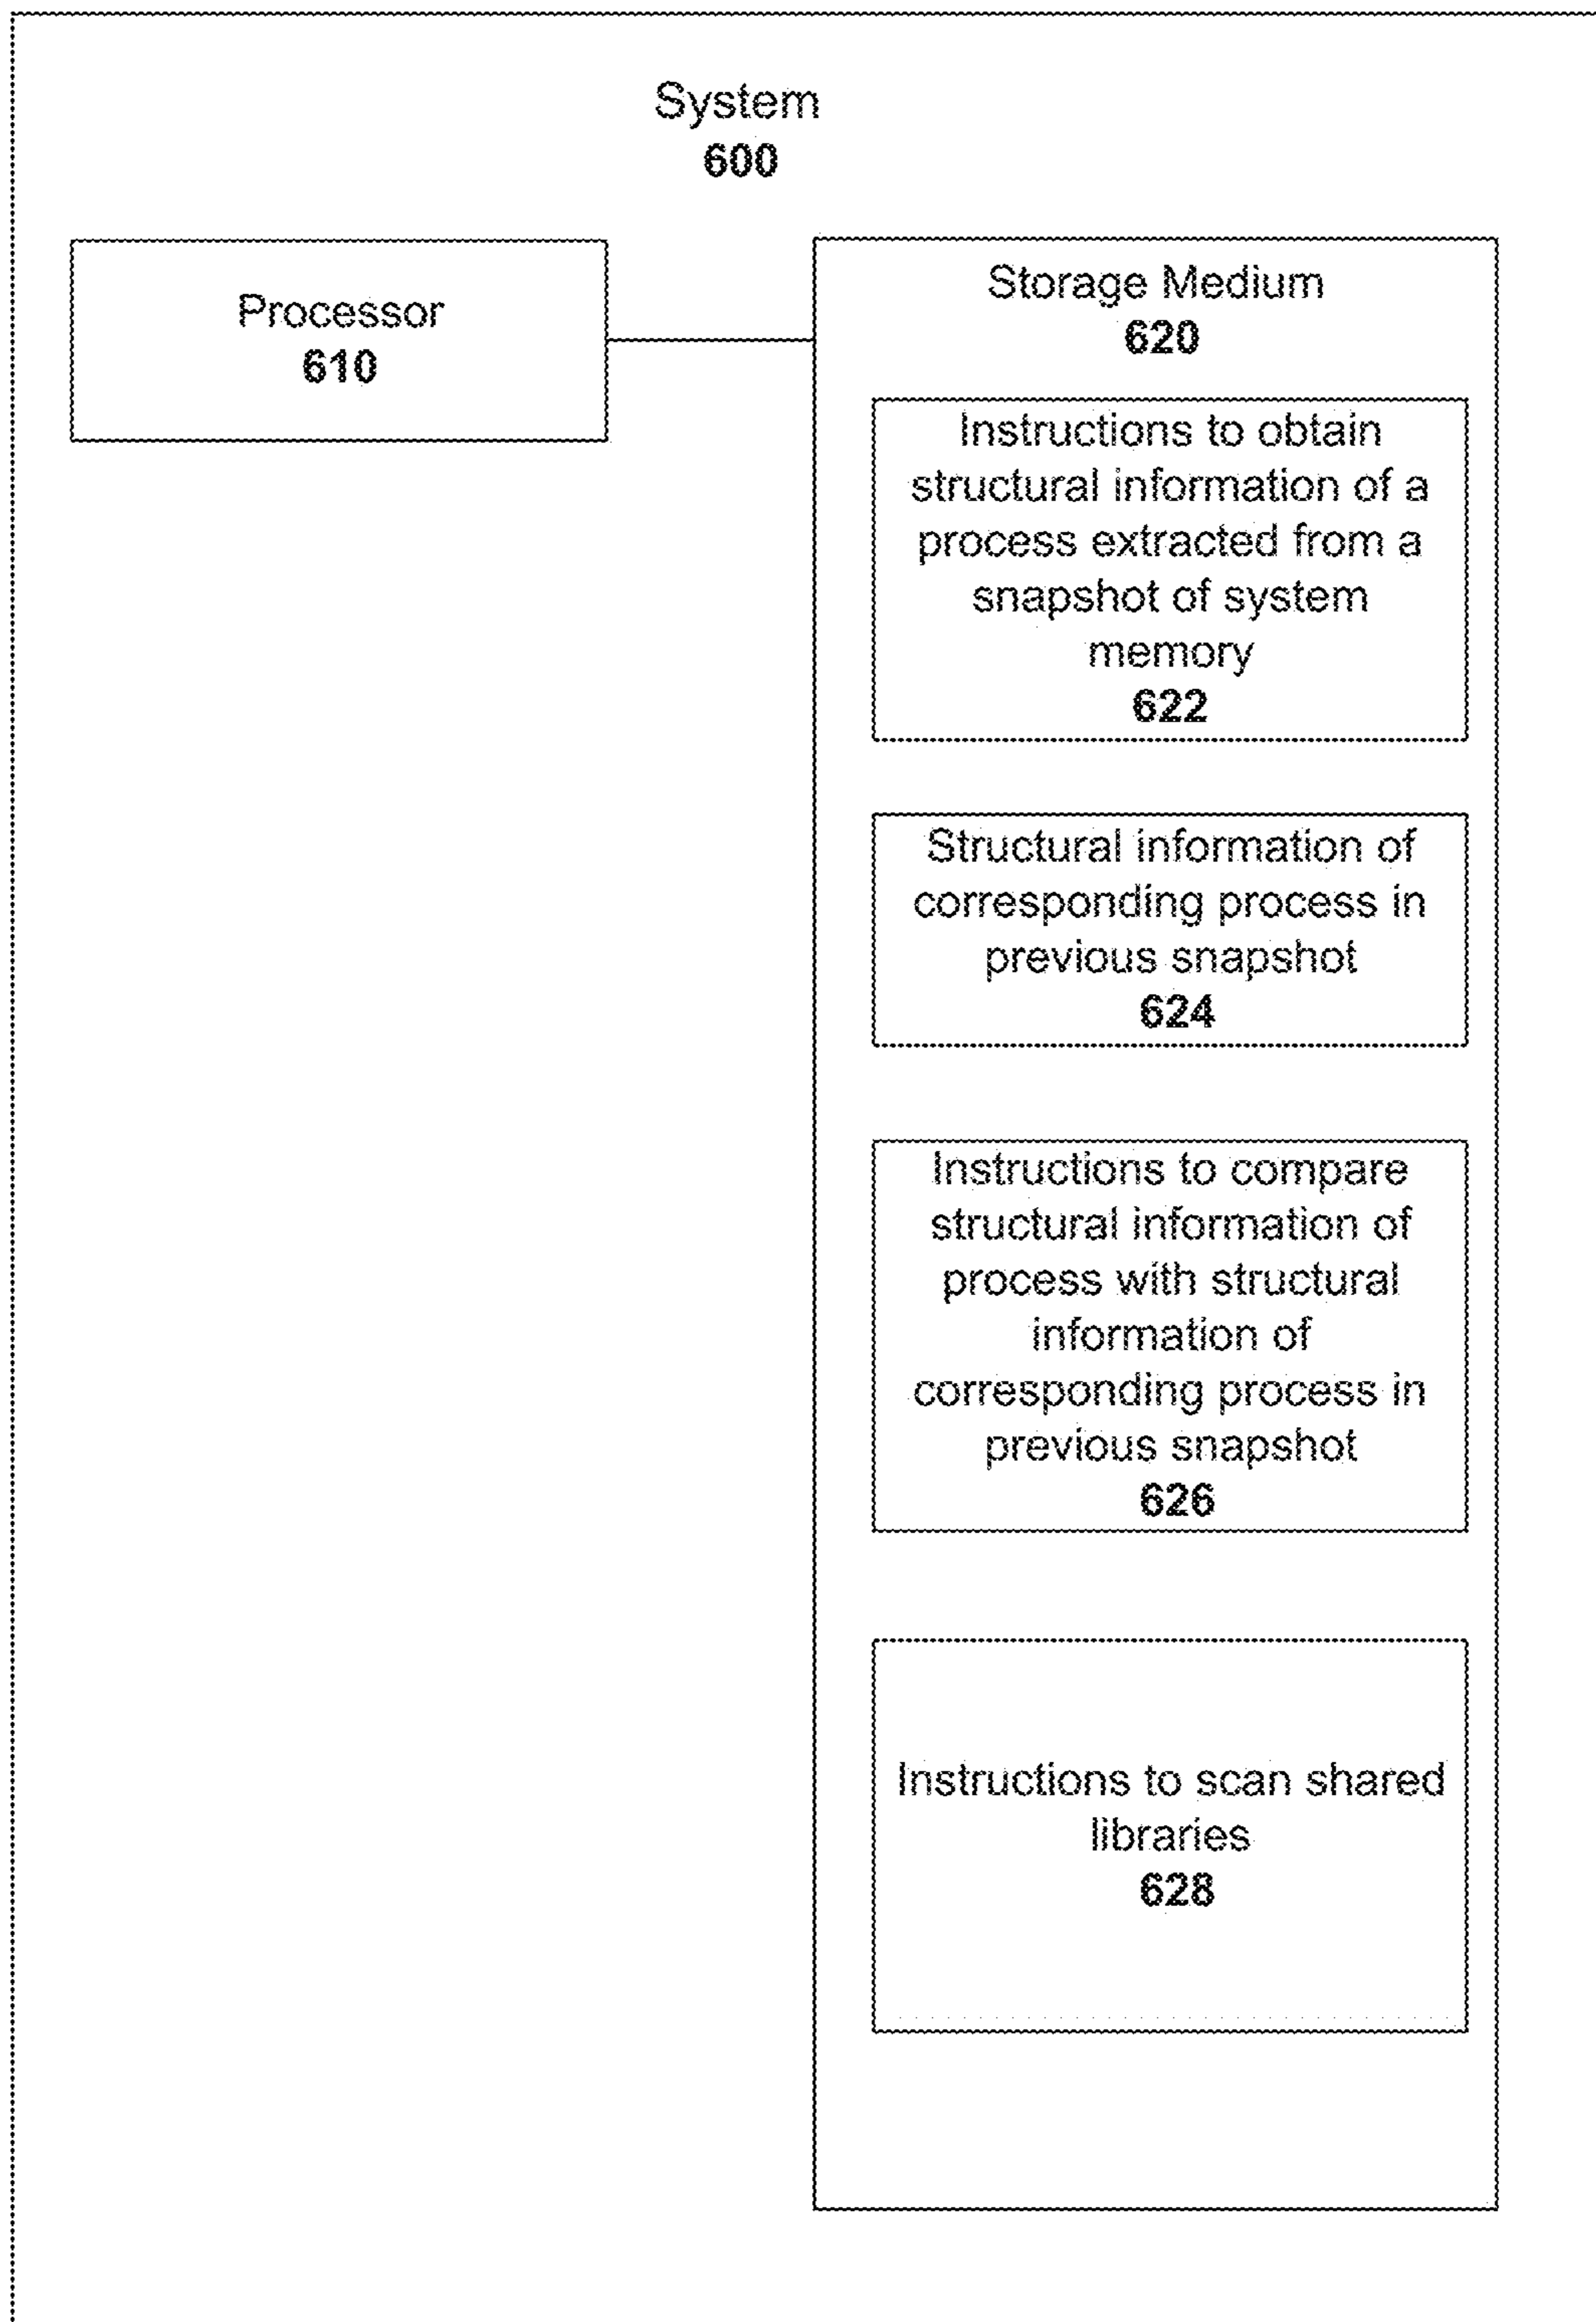 System
600
Processor
610
Storage Medium
620
Instructions to obtain
structural information of a
process extracted from a
snapshot of system
memory
622
Structural information of
corresponding process in
previous snapshot
624
Instructions to compare
structural information of
process with structural
information of
corresponding process in
previous snapshot
626
Instructions to scan shared
libraries
628